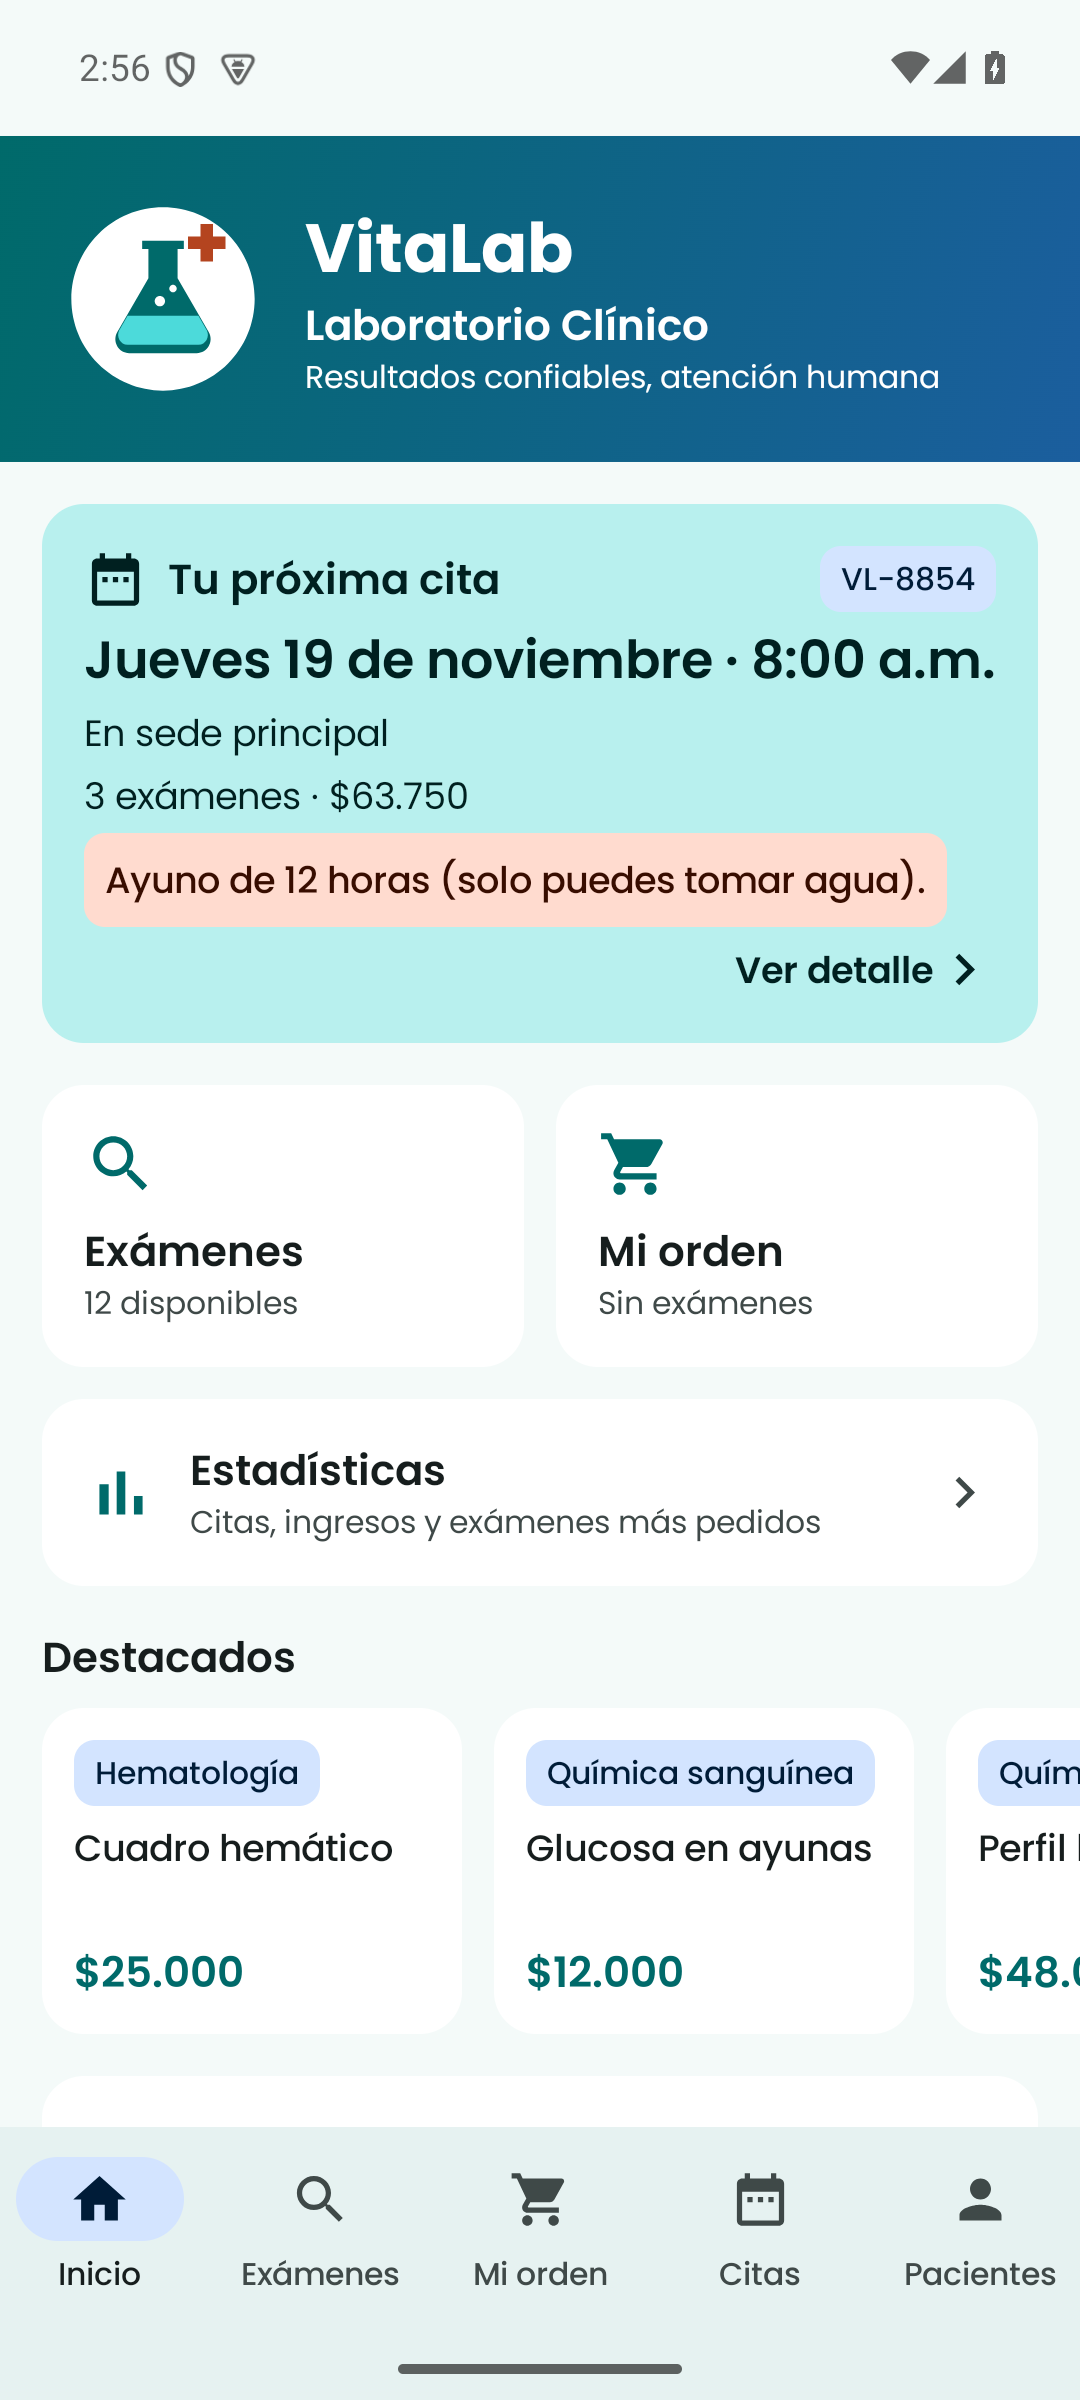 2:56
VitaLab
Laboratorio Clínico
Resultados confiables, atención humana
Tu próxima cita
VL-8854
Jueves 19 de noviembre · 8:00 a.m.
En sede principal
3 exámenes · $63.750
Ayuno de 12 horas (solo puedes tomar agua).
Ver detalle
Exámenes
12 disponibles
Mi orden
Sin exámenes
Estadísticas
Citas, ingresos y exámenes más pedidos
Destacados
Hematología
Cuadro hemático
$25.000
Química sanguínea
Glucosa en ayunas
$12.000
Perfil
Inicio
Exámenes
Mi orden
Citas
Pacientes